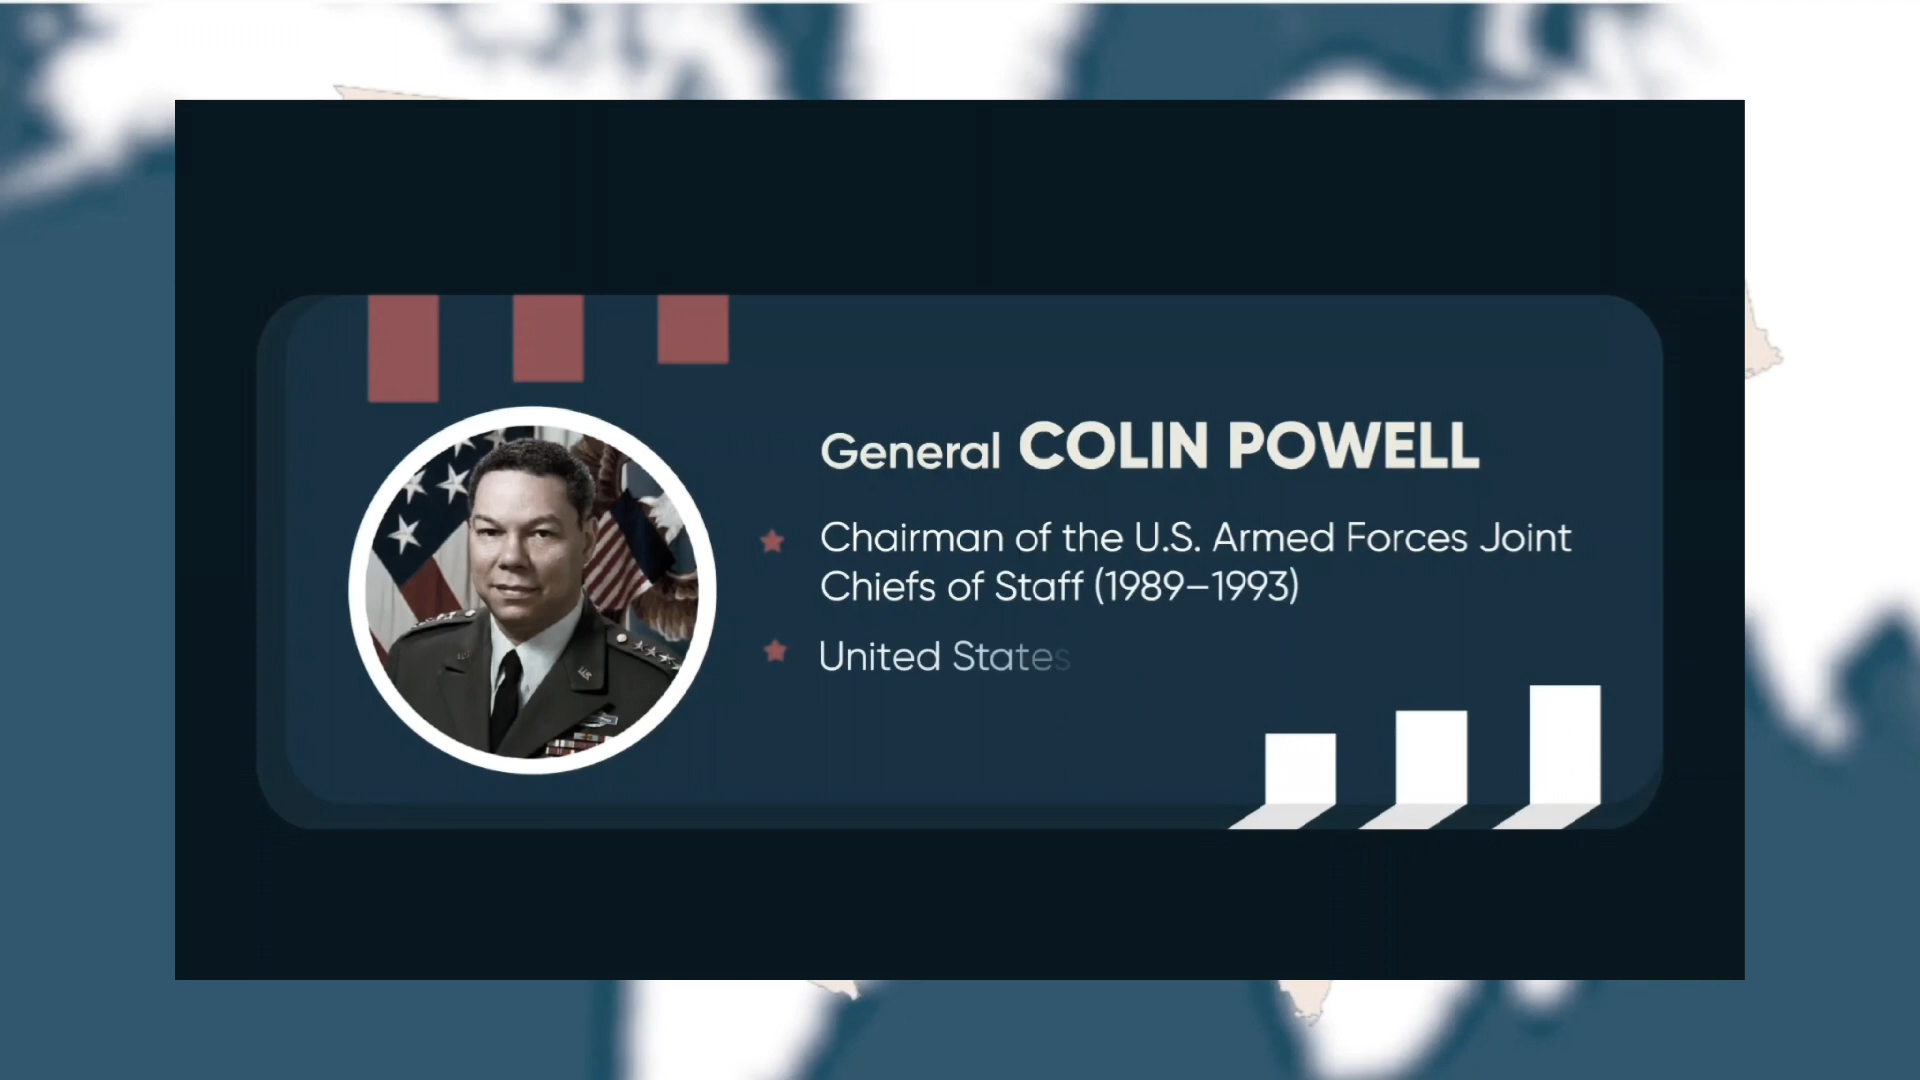 General COLIN POWELL
Chairman of the U.S. Armed Forces Joint
Chiefs of Staff (1989–1993)
United States